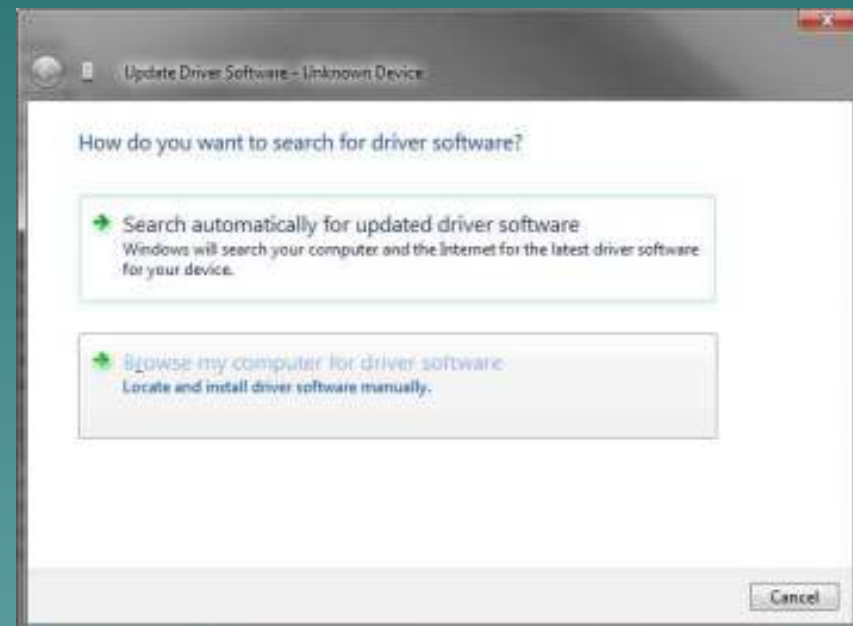 Update Driver Software - Unknown Device
How do you want to search for driver software?
Search automatically for updated driver software
Windows will search your computer and the Internet for the latest driver software
for your device.
Browse my computer for driver software
Locate and install driver software manually.
Cancel